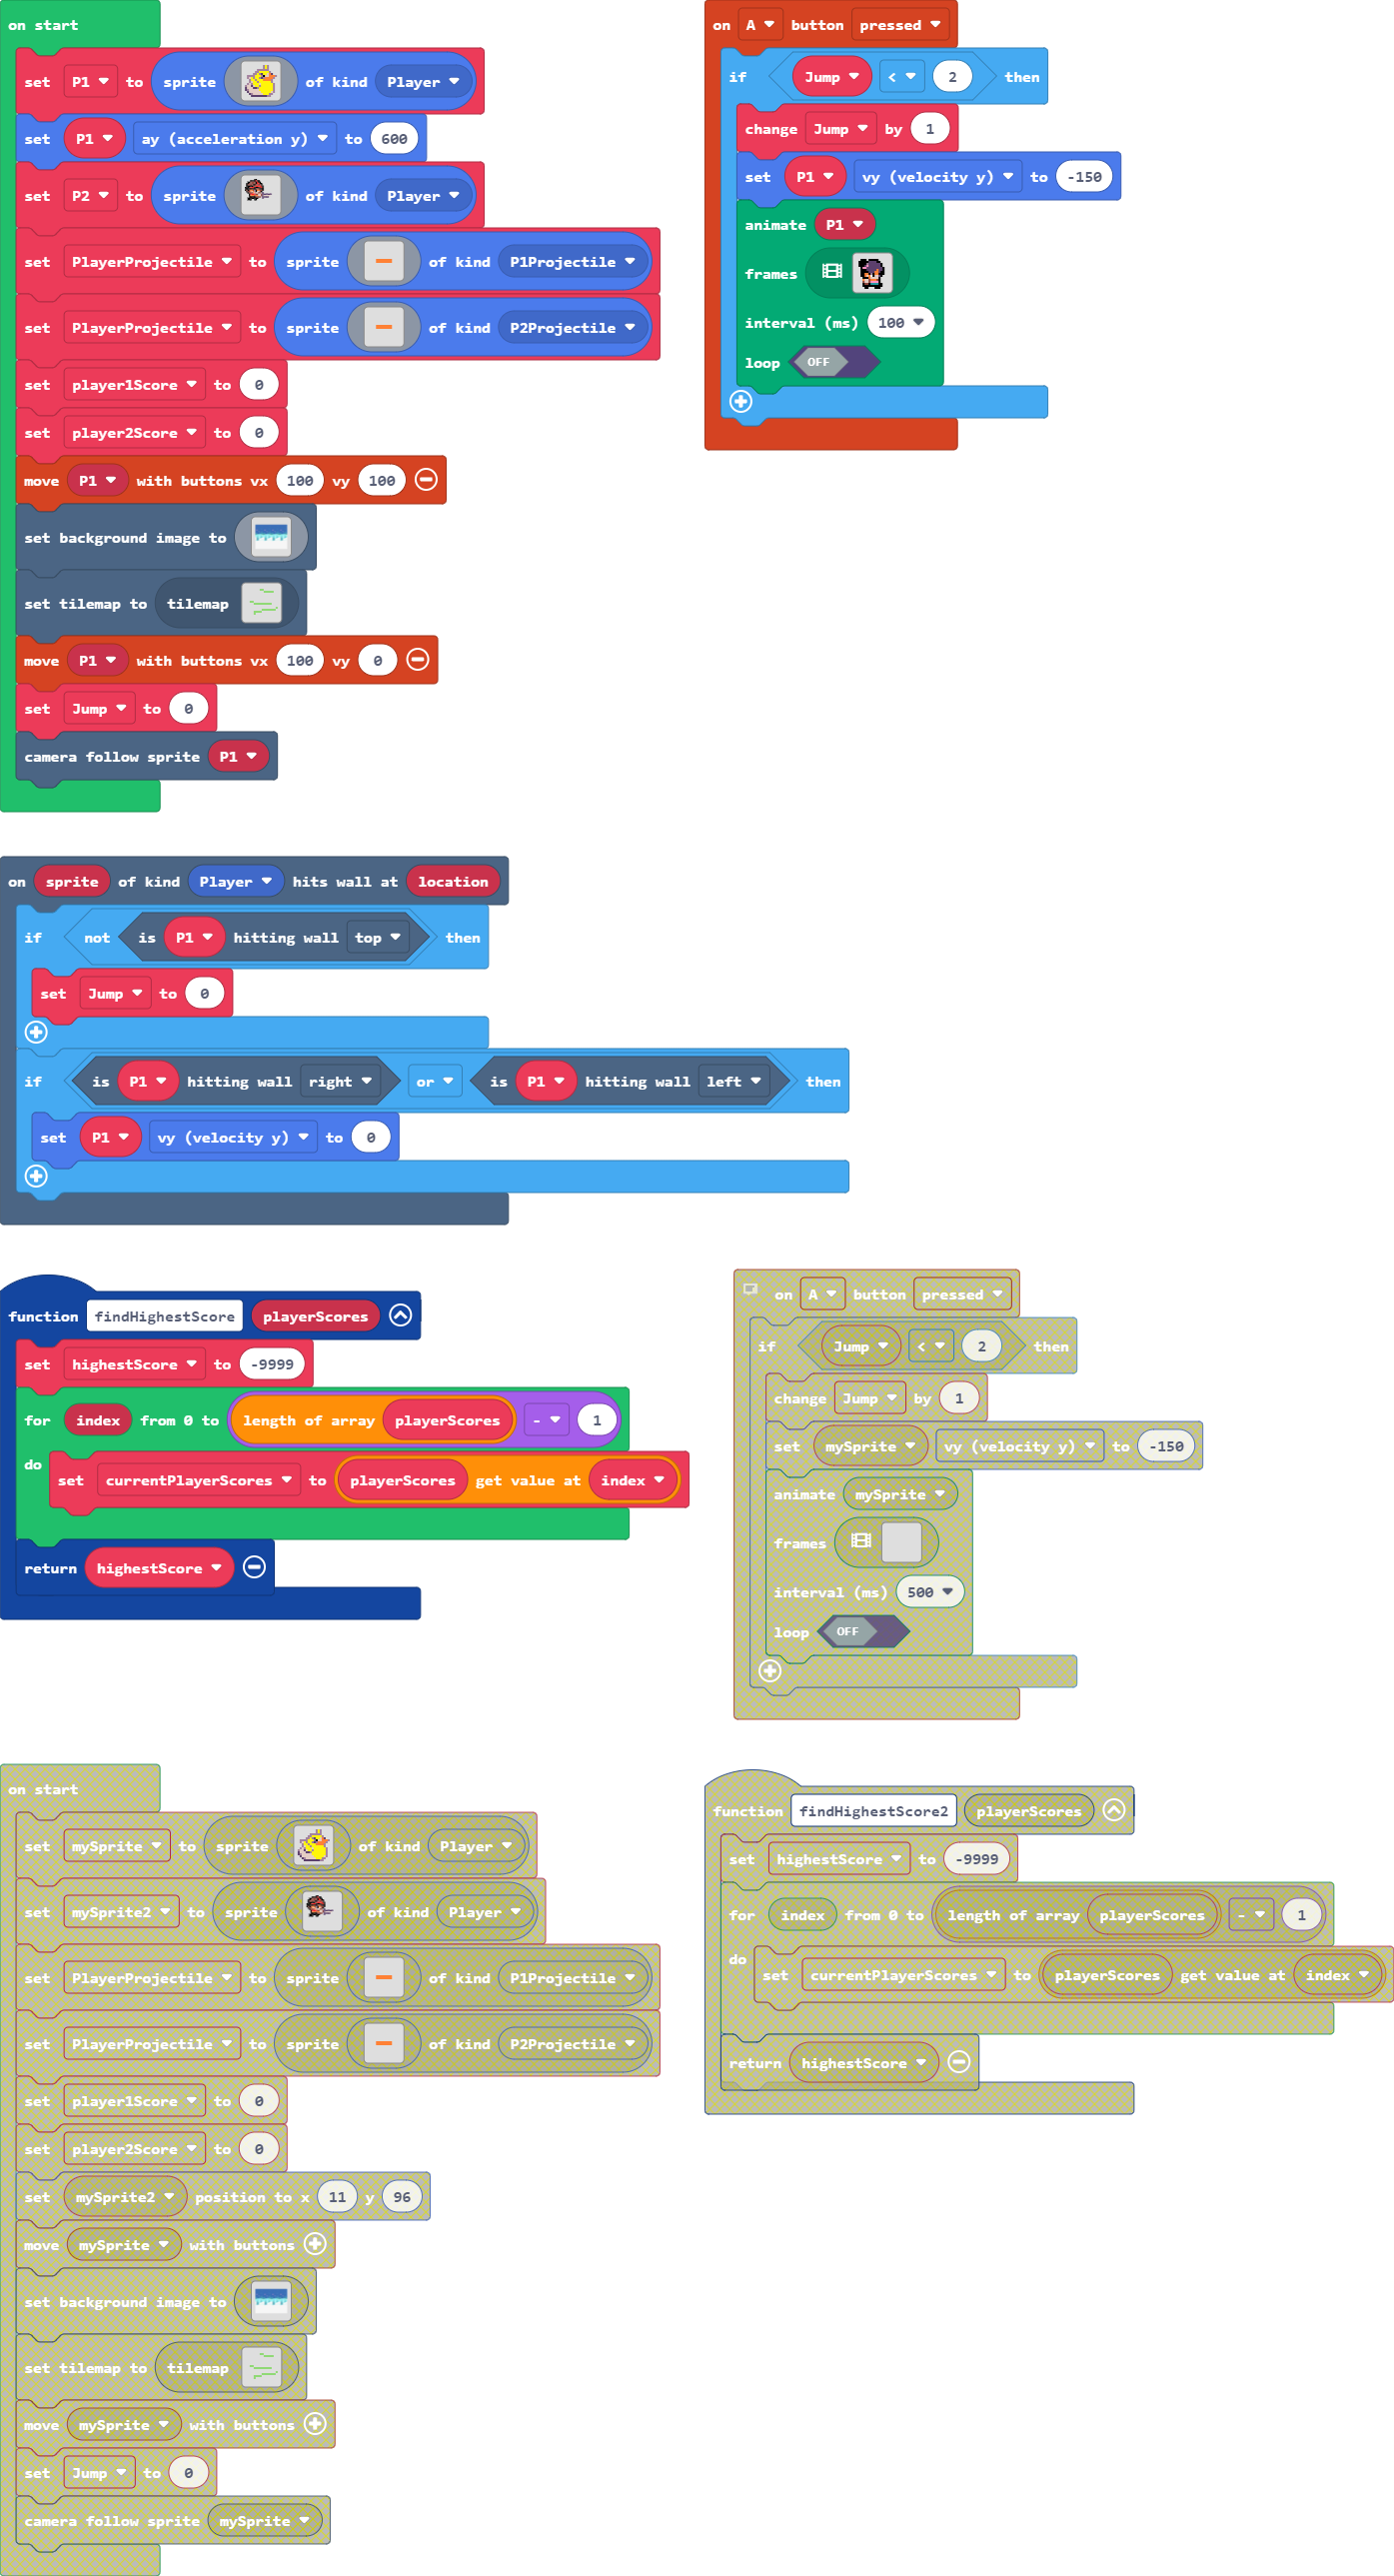 on start
set P1 to sprite of kind Player
set P1 ay (acceleration y) to 600
set P2 to sprite of kind Player
set PlayerProjectile to sprite of kind P1Projectile
set PlayerProjectile to sprite of kind P2Projectile
set player1Score to 0
set player2Score to 0
move P1 with buttons vx 100 vy 100
set background image to
set tilemap to tilemap
move P1 with buttons vx 100 vy 0
set Jump to 0
camera follow sprite P1
on A button pressed
if Jump < 2 then
change Jump by 1
set P1 vy (velocity y) to -150
animate P1
frames
interval (ms) 100
loop OFF
on sprite of kind Player hits wall at location
if not is P1 hitting wall top then
set Jump to 0
if is P1 hitting wall right or is P1 hitting wall left then
set P1 vy (velocity y) to 0
function findHighestScore playerScores
set highestScore to -9999
for index from 0 to length of array playerScores - 1
do set currentPlayerScores to playerScores get value at index
return highestScore
on A button pressed
if Jump < 2 then
change Jump by 1
set mySprite vy (velocity y) to -150
animate mySprite
frames
interval (ms) 500
loop OFF
on start
set mySprite to sprite of kind Player
set mySprite2 to sprite of kind Player
set PlayerProjectile to sprite of kind P1Projectile
set PlayerProjectile to sprite of kind P2Projectile
set player1Score to 0
set player2Score to 0
set mySprite2 position to x 11 y 96
move mySprite with buttons
set background image to
set tilemap to tilemap
move mySprite with buttons
set Jump to 0
camera follow sprite mySprite
function findHighestScore2 playerScores
set highestScore to -9999
for index from 0 to length of array playerScores - 1
do set currentPlayerScores to playerScores get value at index
return highestScore